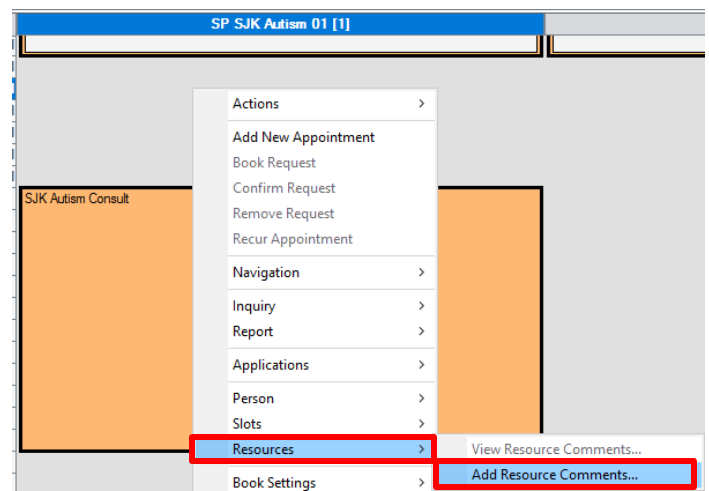 SP SJK Autism 01 [1]
Actions
Add New Appointment
Book Request
Confirm Request
Remove Request
Recur Appointment
SJK Autism Consult
Navigation
Inquiry
Report
Applications
Person
Slots
Resources
View Resource Comments...
Add Resource Comments...
Book Settings